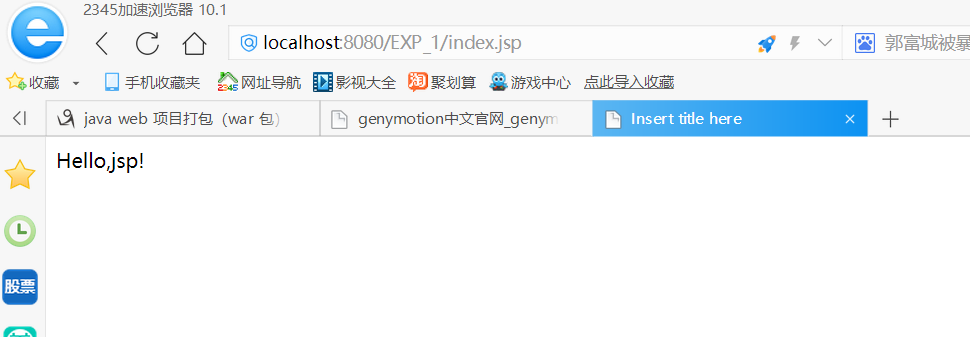 2345加速浏览器 10.1
localhost:8080/EXP_1/index.jsp
郭富城被暴
收藏 手机收藏夹 2345 网址导航 影视大全 淘 聚划算 游戏中心 点此导入收藏
java web 项目打包（war 包） genymotion中文官网_genym Insert title here
Hello,jsp!
股票